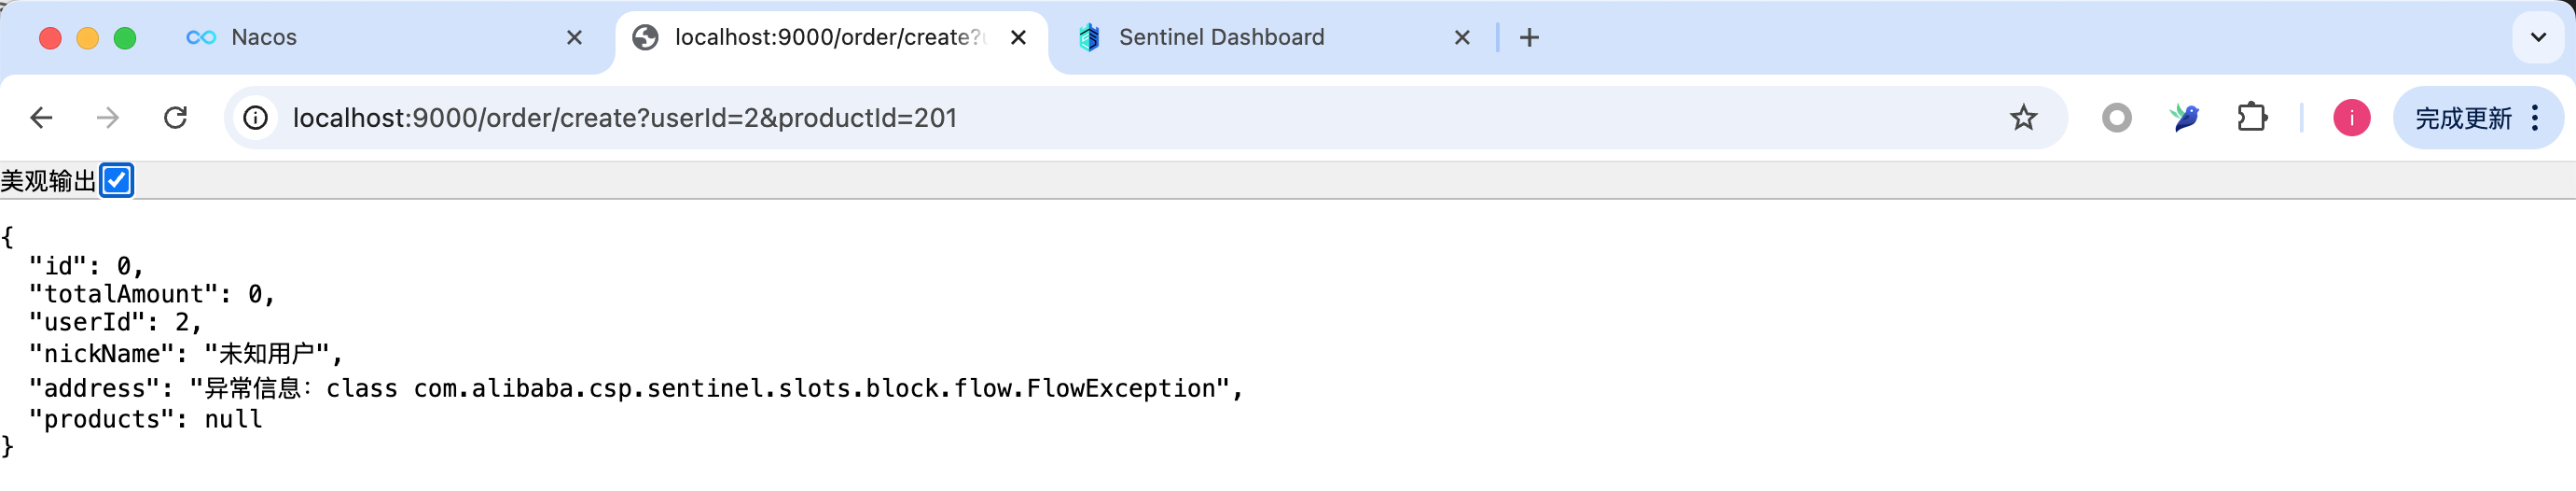 Nacos
localhost:9000/order/create?
Sentinel Dashboard
localhost:9000/order/create?userId=2&productId=201
i
完成更新
美观输出
{
"id": 0,
"totalAmount": 0,
"userId": 2,
"nickName": "未知用户",
"address": "异常信息：class com.alibaba.csp.sentinel.slots.block.flow.FlowException",
"products": null
}